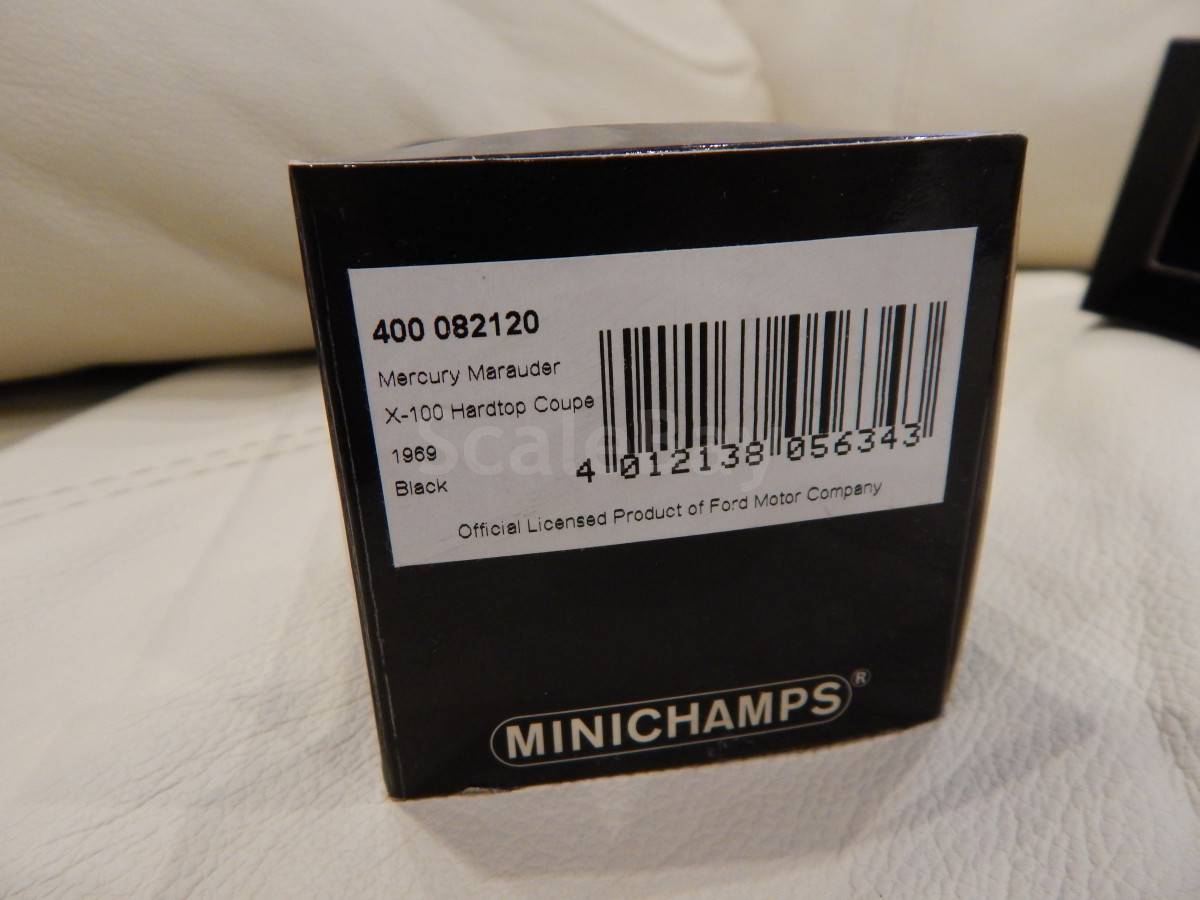 400 082120
Mercury Marauder
X-100 Hardtop Coupe
1969
Black
4 012138 056343
Official Licensed Product of Ford Motor Company
MINICHAMPS®